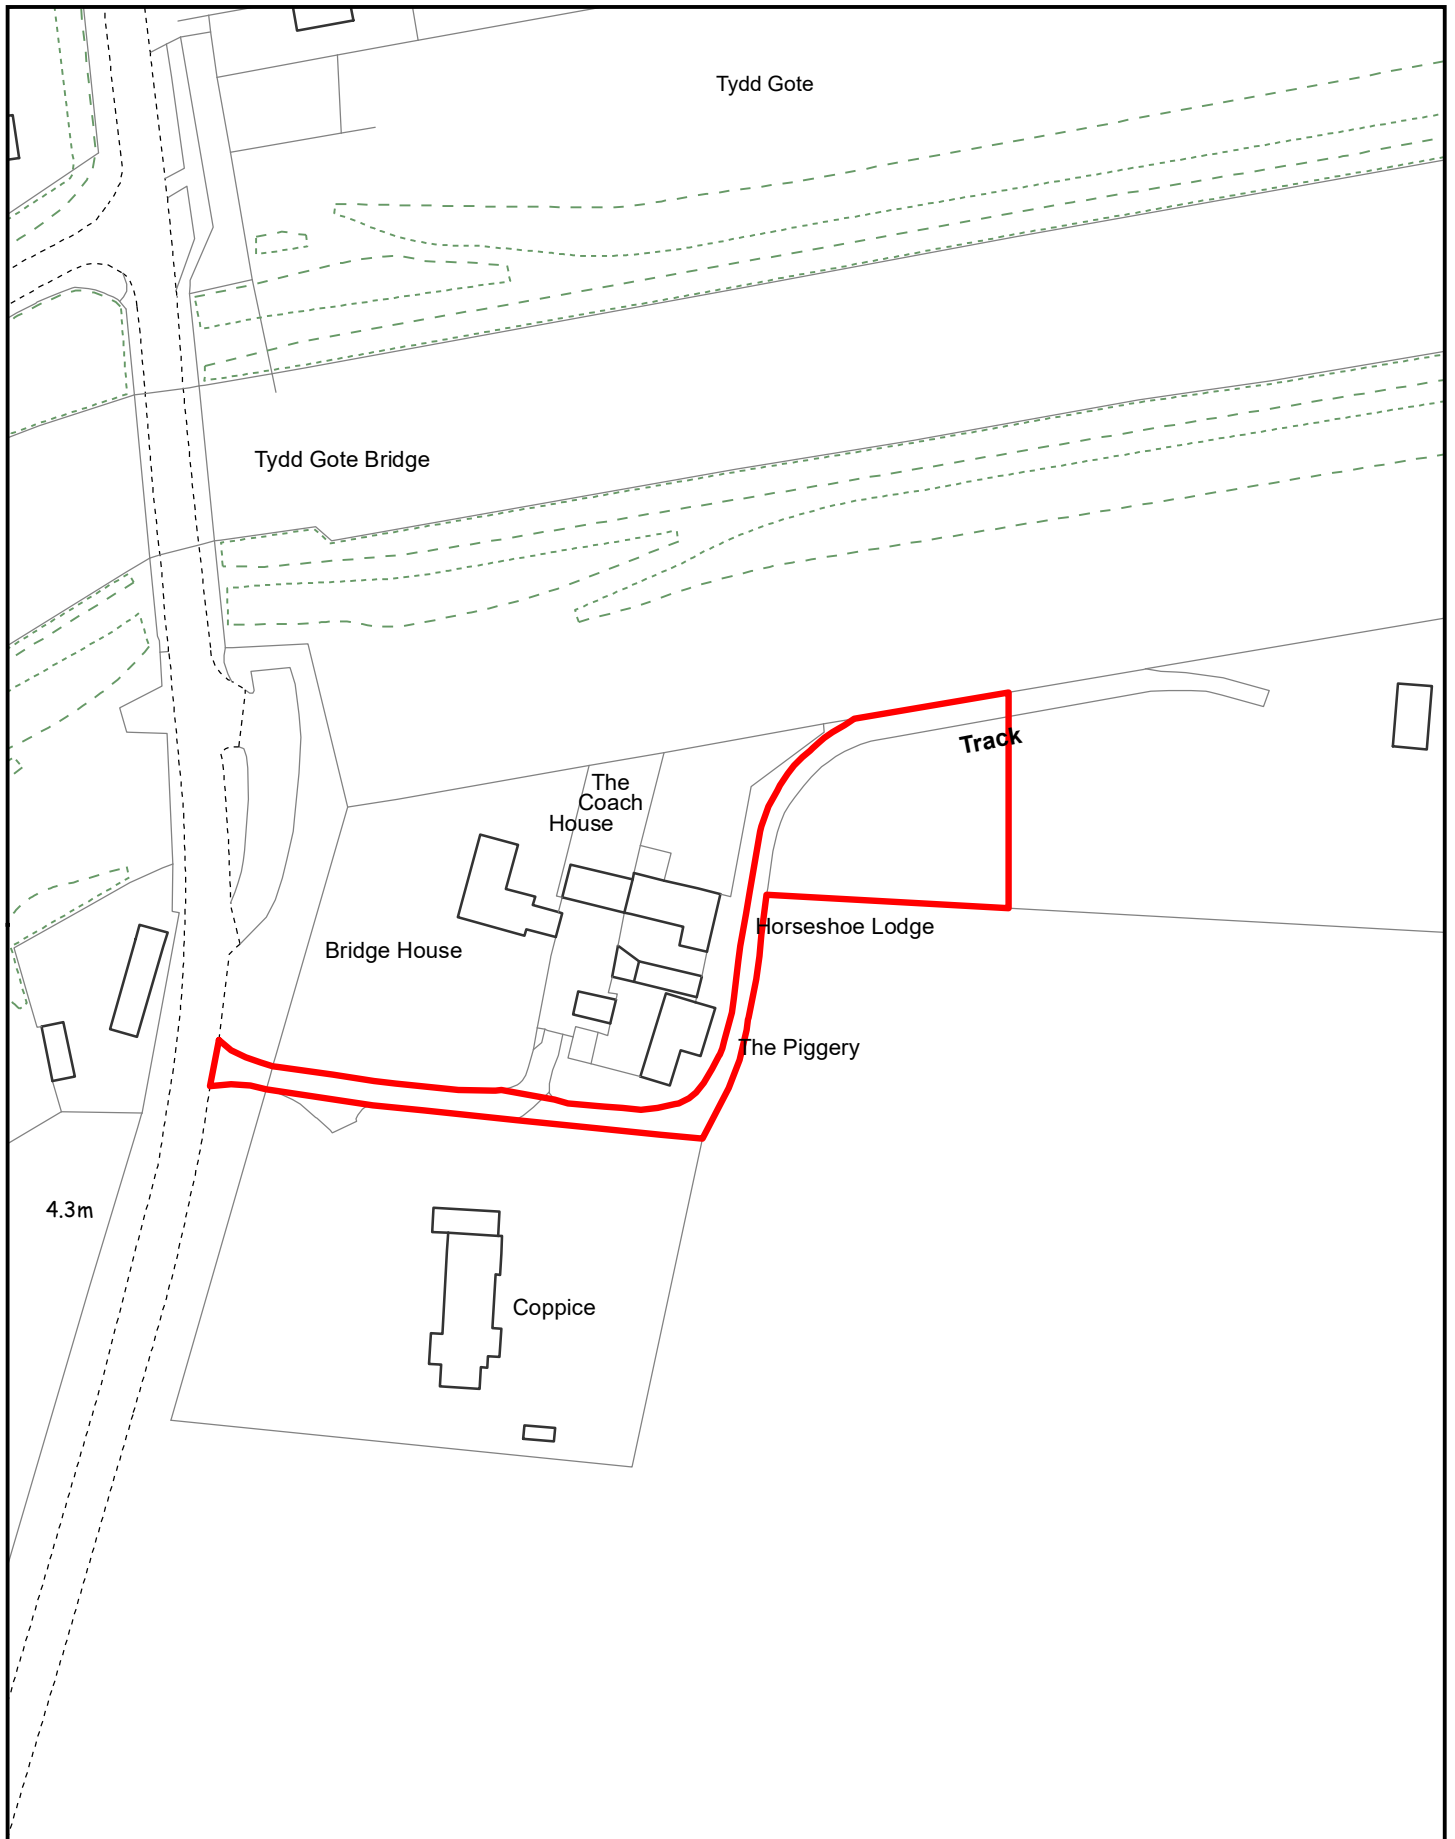 Tydd Gote
Tydd Gote Bridge
Track
The
Coach
House
Horseshoe Lodge
Bridge House
The Piggery
4.3m
Coppice